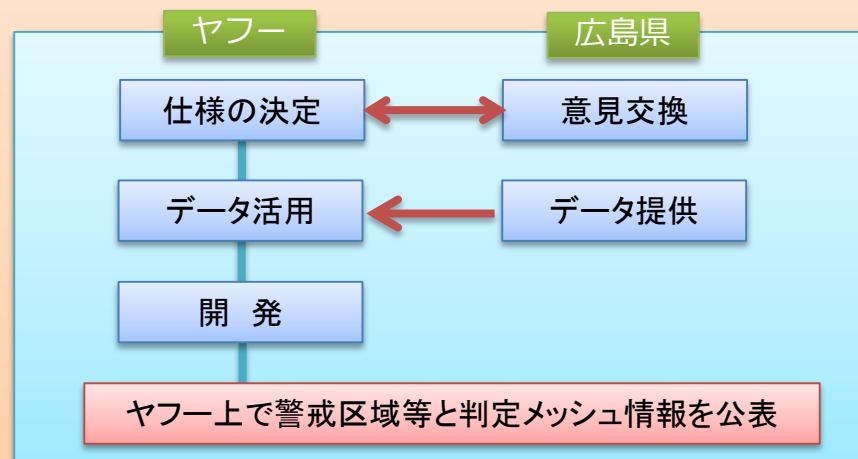 ヤフー
広島県
仕様の決定
意見交換
データ活用
データ提供
開　発
ヤフー上で警戒区域等と判定メッシュ情報を公表